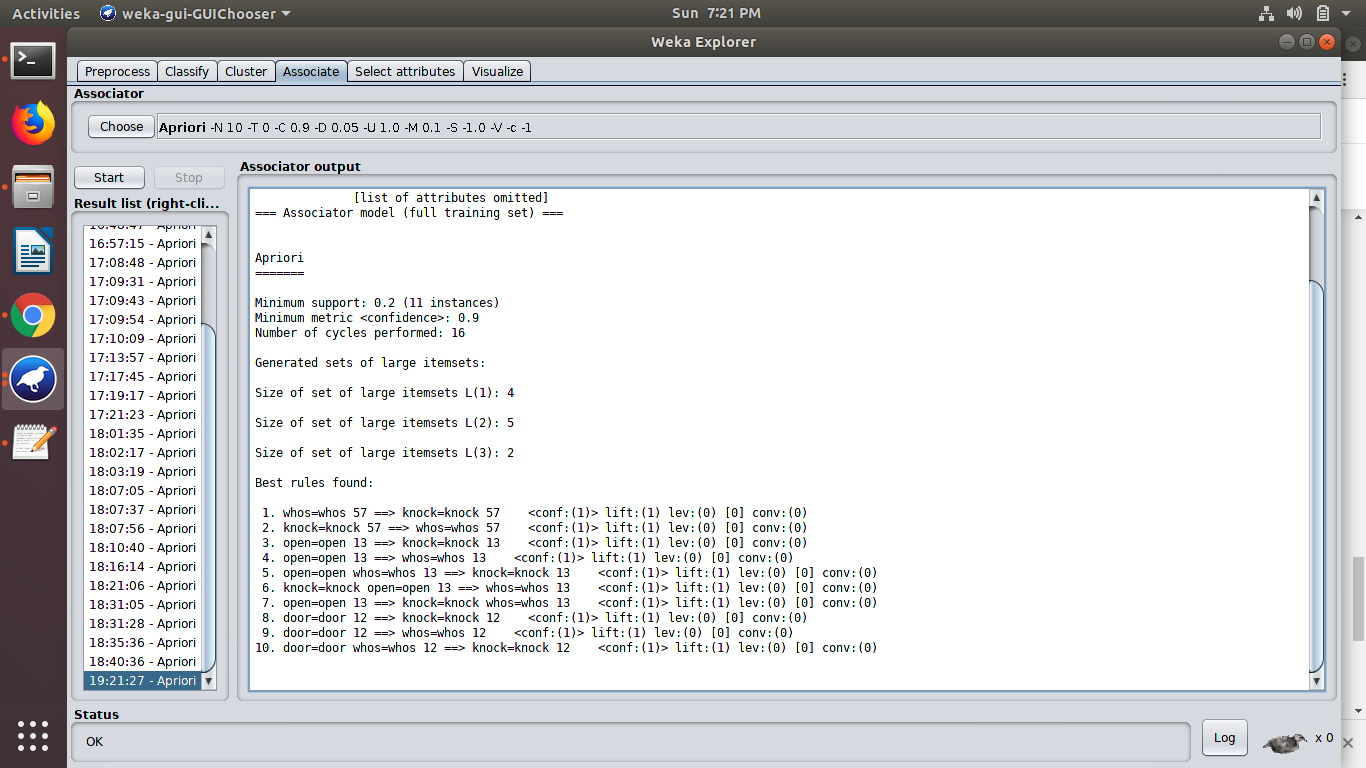 Activities weka-gui-GUIChooser Sun 7:21 PM
Weka Explorer
Preprocess Classify Cluster Associate Select attributes Visualize
Associator
Choose Apriori -N 10 -T 0 -C 0.9 -D 0.05 -U 1.0 -M 0.1 -S -1.0 -V -c -1
Start Stop
Result list (right-cli...
16:48:47 - Apriori
16:57:15 - Apriori
17:08:48 - Apriori
17:09:31 - Apriori
17:09:43 - Apriori
17:09:54 - Apriori
17:10:09 - Apriori
17:13:57 - Apriori
17:17:45 - Apriori
17:19:17 - Apriori
17:21:23 - Apriori
18:01:35 - Apriori
18:02:17 - Apriori
18:03:19 - Apriori
18:07:05 - Apriori
18:07:37 - Apriori
18:07:56 - Apriori
18:10:40 - Apriori
18:16:14 - Apriori
18:21:06 - Apriori
18:31:05 - Apriori
18:31:28 - Apriori
18:35:36 - Apriori
18:40:36 - Apriori
19:21:27 - Apriori
Associator output
[list of attributes omitted]
=== Associator model (full training set) ===
Apriori
=======
Minimum support: 0.2 (11 instances)
Minimum metric <confidence>: 0.9
Number of cycles performed: 16
Generated sets of large itemsets:
Size of set of large itemsets L(1): 4
Size of set of large itemsets L(2): 5
Size of set of large itemsets L(3): 2
Best rules found:
1. whos=whos 57 ==> knock=knock 57 <conf:(1)> lift:(1) lev:(0) [0] conv:(0)
2. knock=knock 57 ==> whos=whos 57 <conf:(1)> lift:(1) lev:(0) [0] conv:(0)
3. open=open 13 ==> knock=knock 13 <conf:(1)> lift:(1) lev:(0) [0] conv:(0)
4. open=open 13 ==> whos=whos 13 <conf:(1)> lift:(1) lev:(0) [0] conv:(0)
5. open=open whos=whos 13 ==> knock=knock 13 <conf:(1)> lift:(1) lev:(0) [0] conv:(0)
6. knock=knock open=open 13 ==> whos=whos 13 <conf:(1)> lift:(1) lev:(0) [0] conv:(0)
7. open=open 13 ==> knock=knock whos=whos 13 <conf:(1)> lift:(1) lev:(0) [0] conv:(0)
8. door=door 12 ==> knock=knock 12 <conf:(1)> lift:(1) lev:(0) [0] conv:(0)
9. door=door 12 ==> whos=whos 12 <conf:(1)> lift:(1) lev:(0) [0] conv:(0)
10. door=door whos=whos 12 ==> knock=knock 12 <conf:(1)> lift:(1) lev:(0) [0] conv:(0)
Status
OK
Log x 0